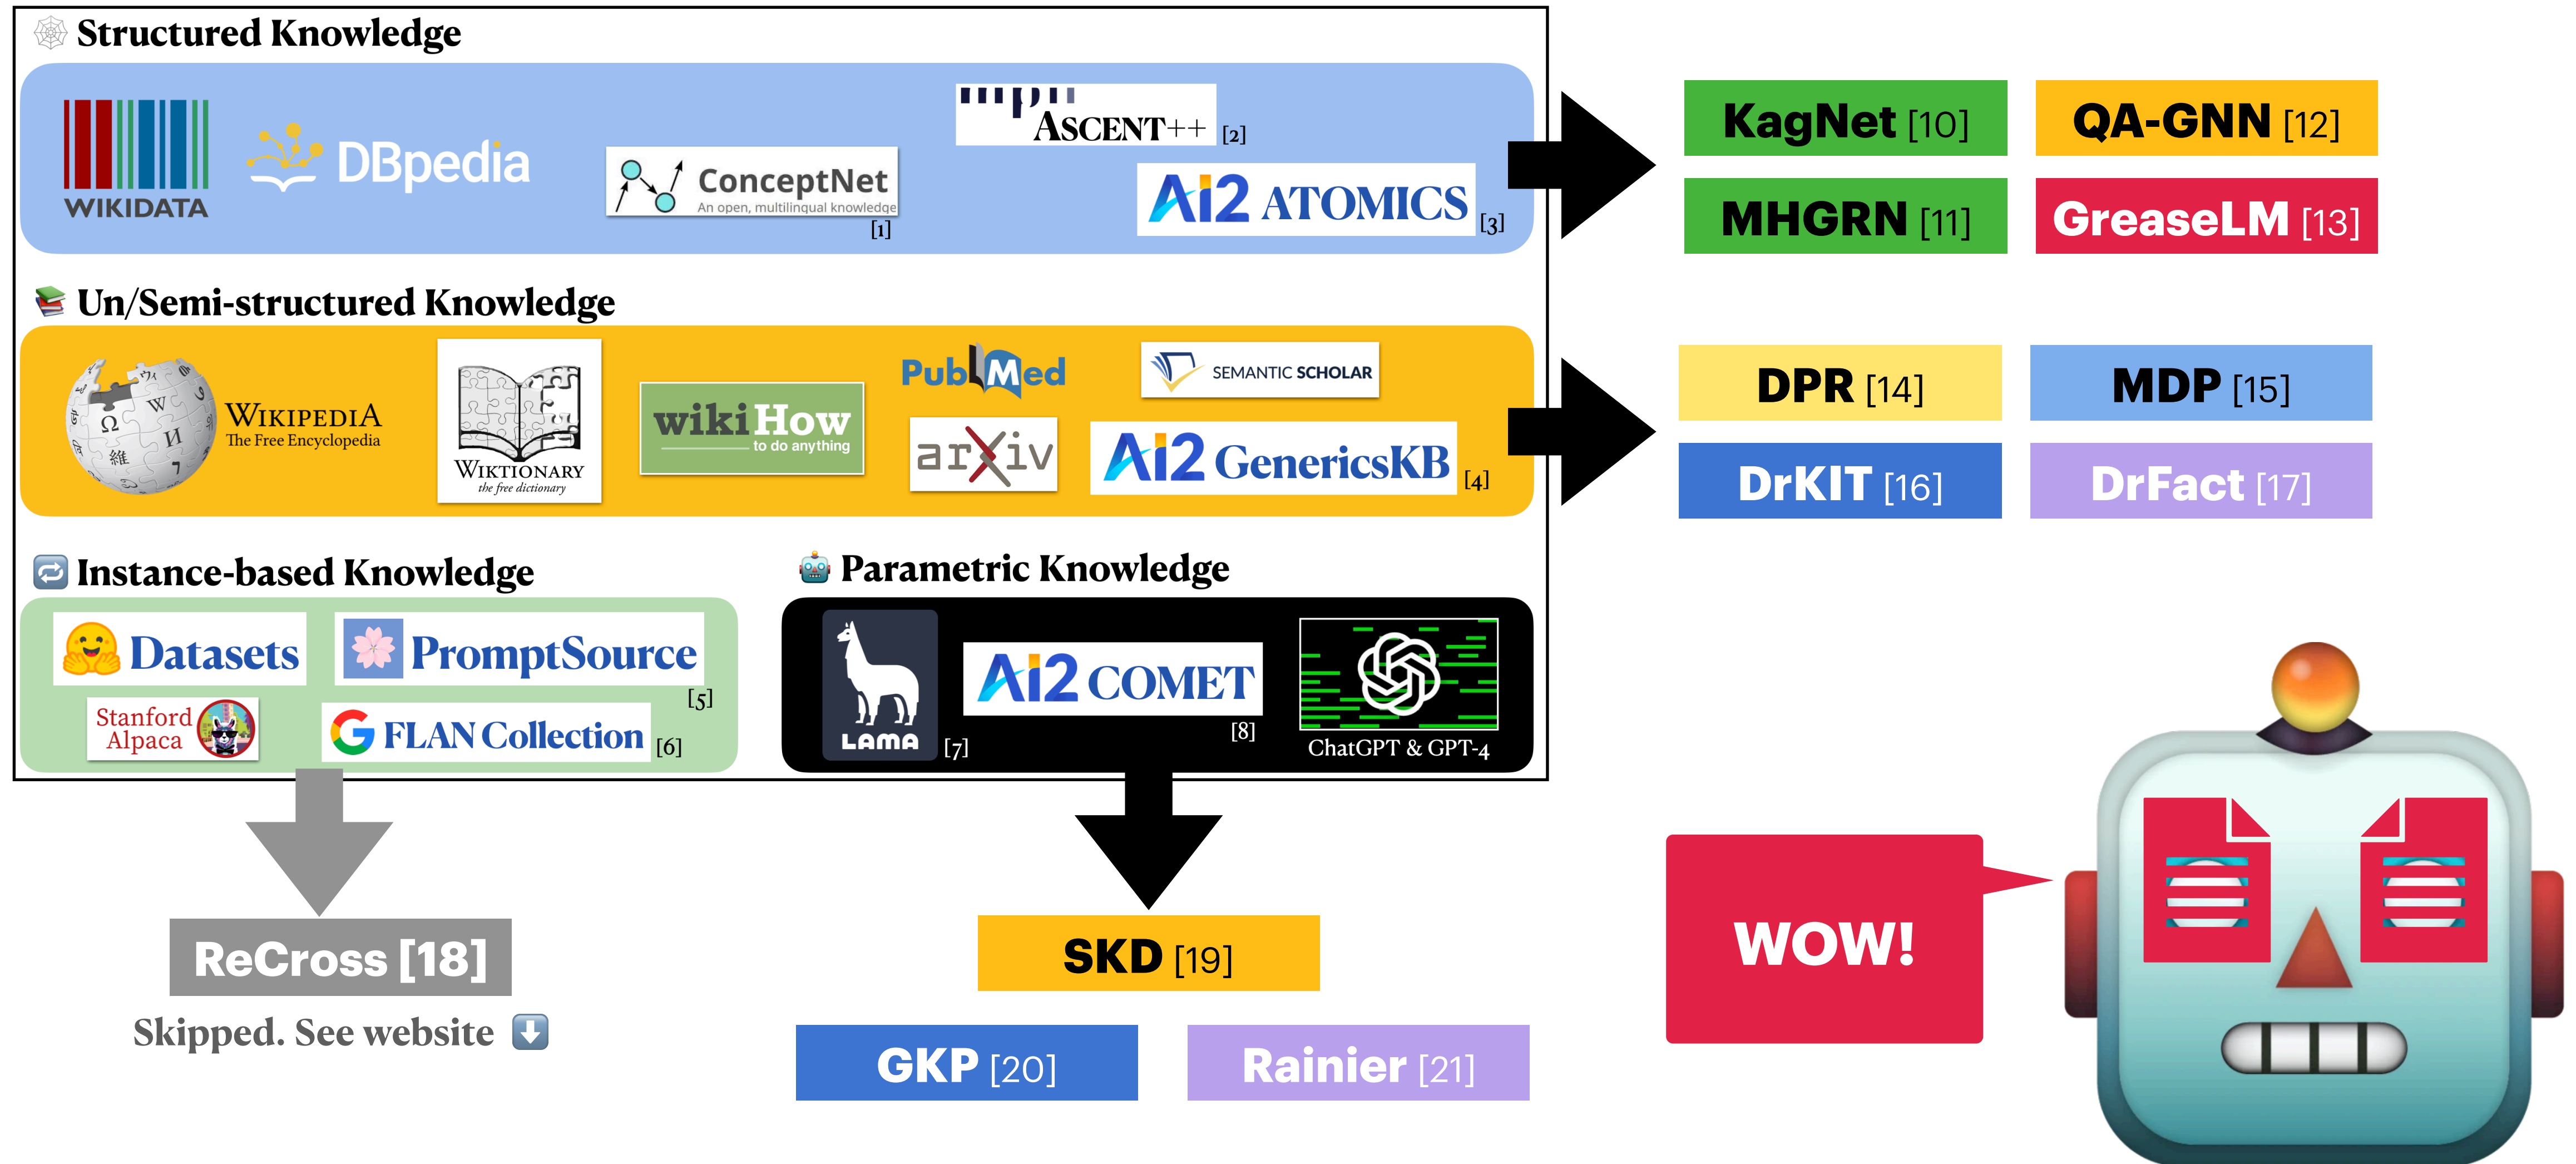 Structured Knowledge
WIKIDATA
DBpedia
ConceptNet
An open, multilingual knowledge
[1]
ASCENT++ [2]
Ai2 ATOMICS [3]
KagNet [10]
QA-GNN [12]
MHGRN [11]
GreaseLM [13]
Un/Semi-structured Knowledge
WIKIPEDIA
The Free Encyclopedia
WIKTIONARY
the free dictionary
wikiHow
to do anything
PubMed
SEMANTIC SCHOLAR
arXiv
Ai2 GenericsKB [4]
DPR [14]
MDP [15]
DrKIT [16]
DrFact [17]
Instance-based Knowledge
Datasets
PromptSource
[5]
Stanford
Alpaca
FLAN Collection [6]
Parametric Knowledge
LAMA [7]
Ai2 COMET
[8]
ChatGPT & GPT-4
ReCross [18]
Skipped. See website
SKD [19]
GKP [20]
Rainier [21]
WOW!